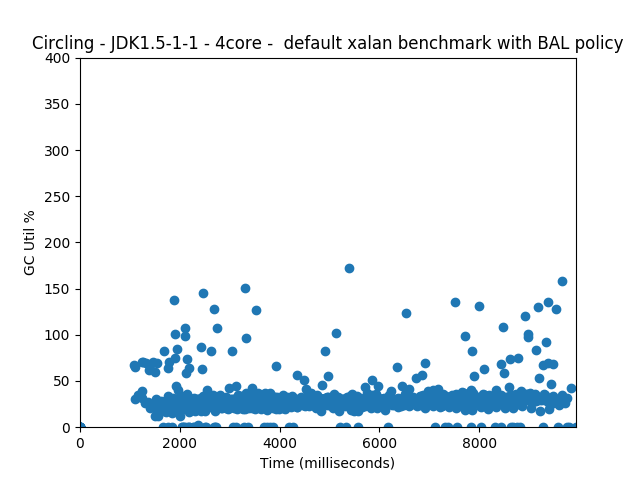 Circling - JDK1.5-1-1 - 4core -  default xalan benchmark with BAL policy
400
350
300
250
200
150
100
50
0
GC Util %
0 2000 4000 6000 8000
Time (milliseconds)